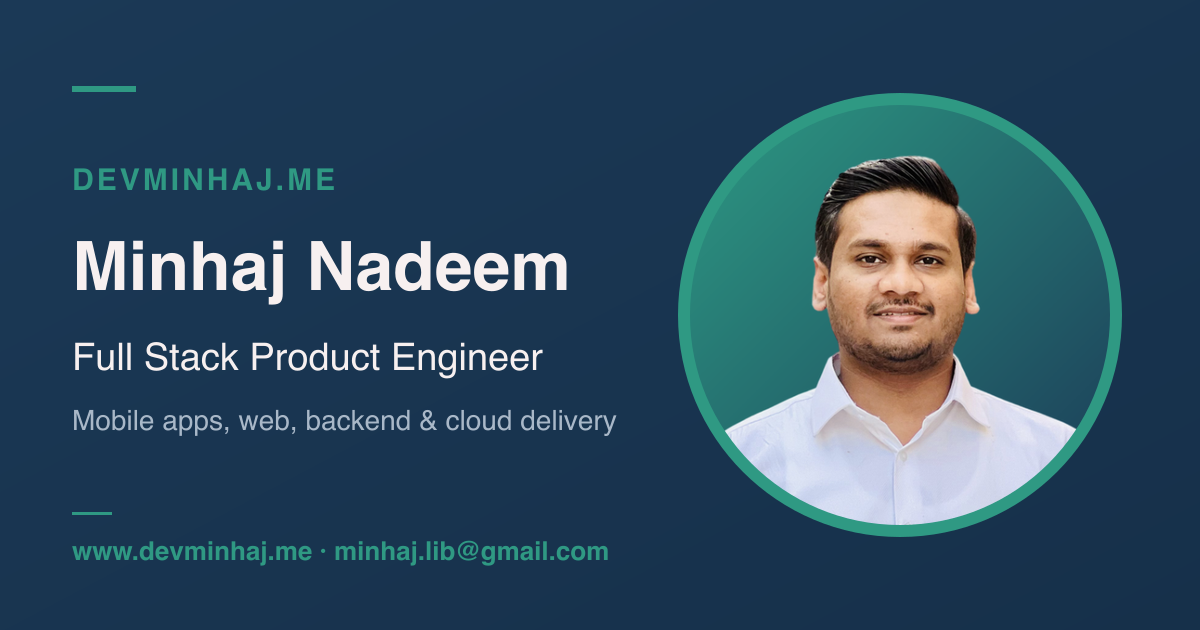 DEVMINHAJ.ME
Minhaj Nadeem
Full Stack Product Engineer
Mobile apps, web, backend & cloud delivery
www.devminhaj.me · minhaj.lib@gmail.com